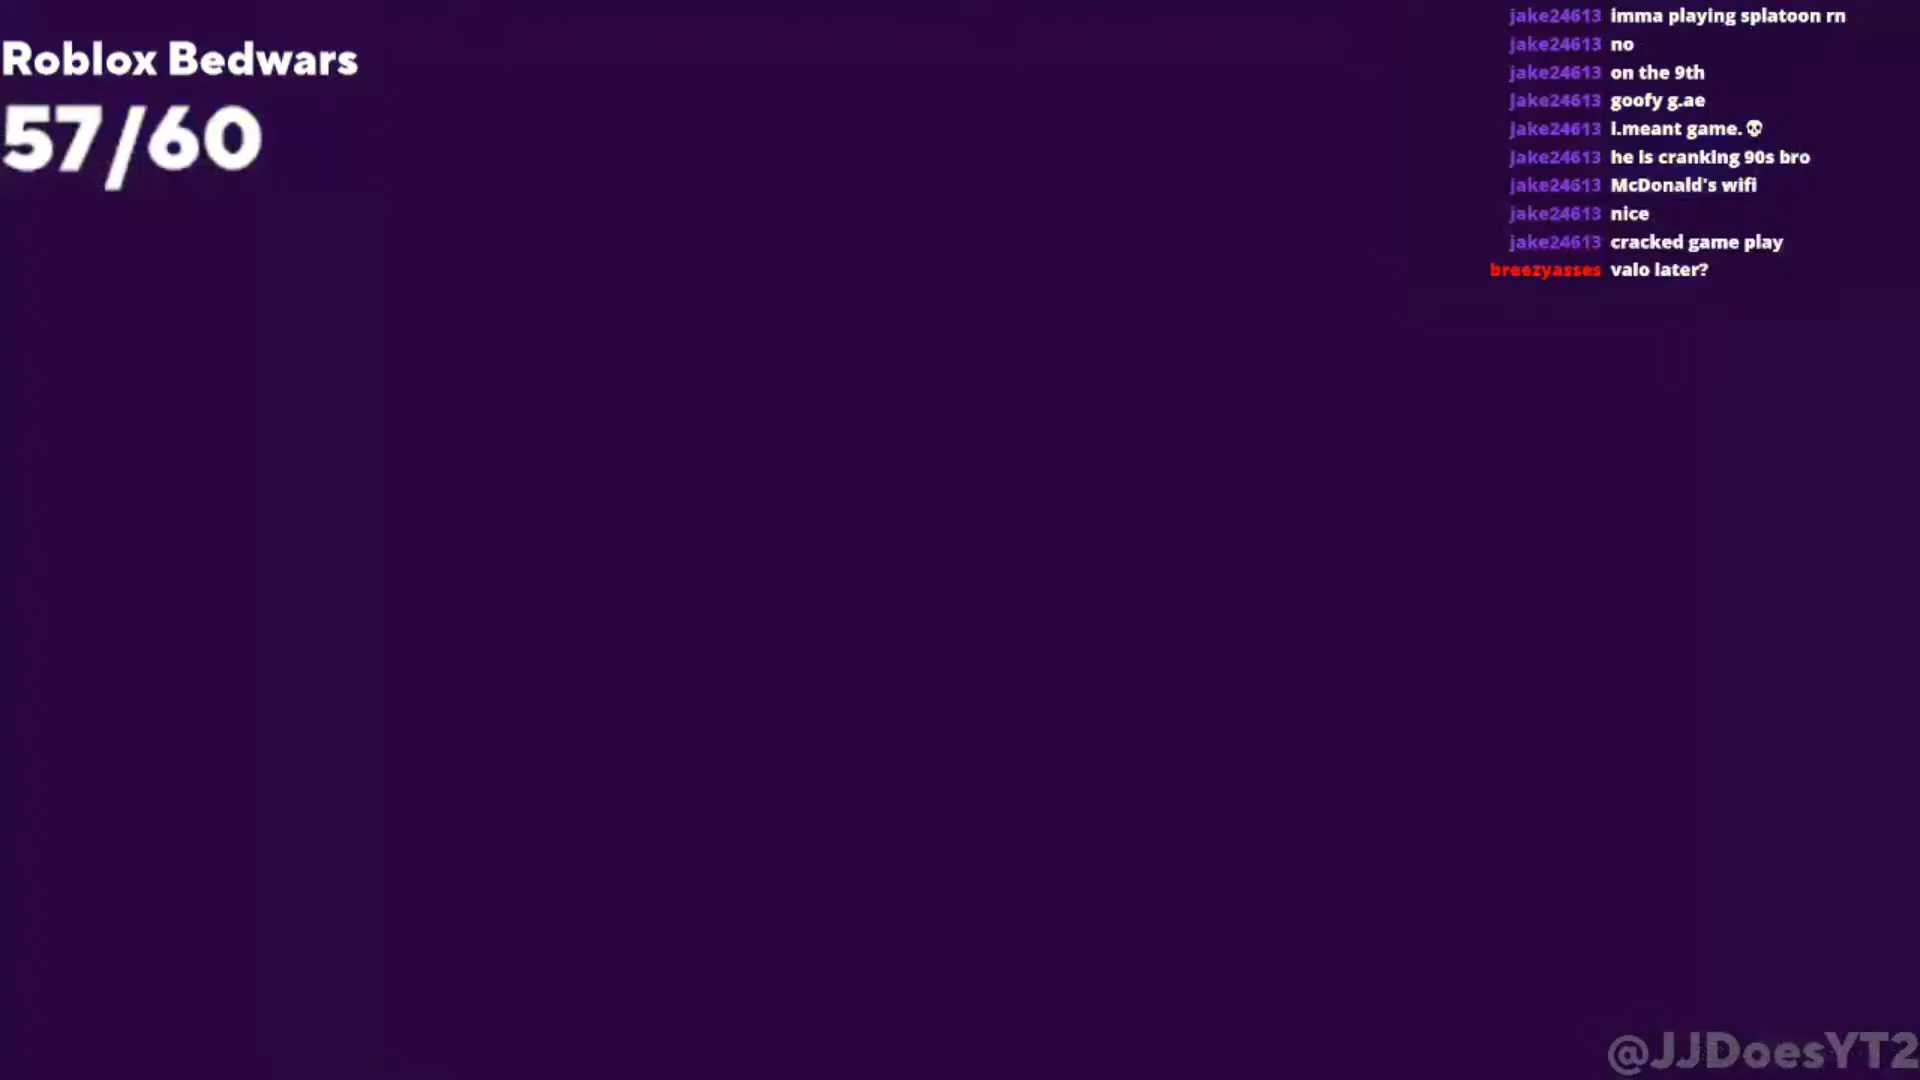 Roblox Bedwars
57/60
jake24613 imma playing splatoon rn
jake24613 no
jake24613 on the 9th
jake24613 goofy g.ae
jake24613 I.meant game.💀
jake24613 he is cranking 90s bro
jake24613 McDonald's wifi
jake24613 nice
jake24613 cracked game play
breezyasses valo later?
@JJDoesYT2